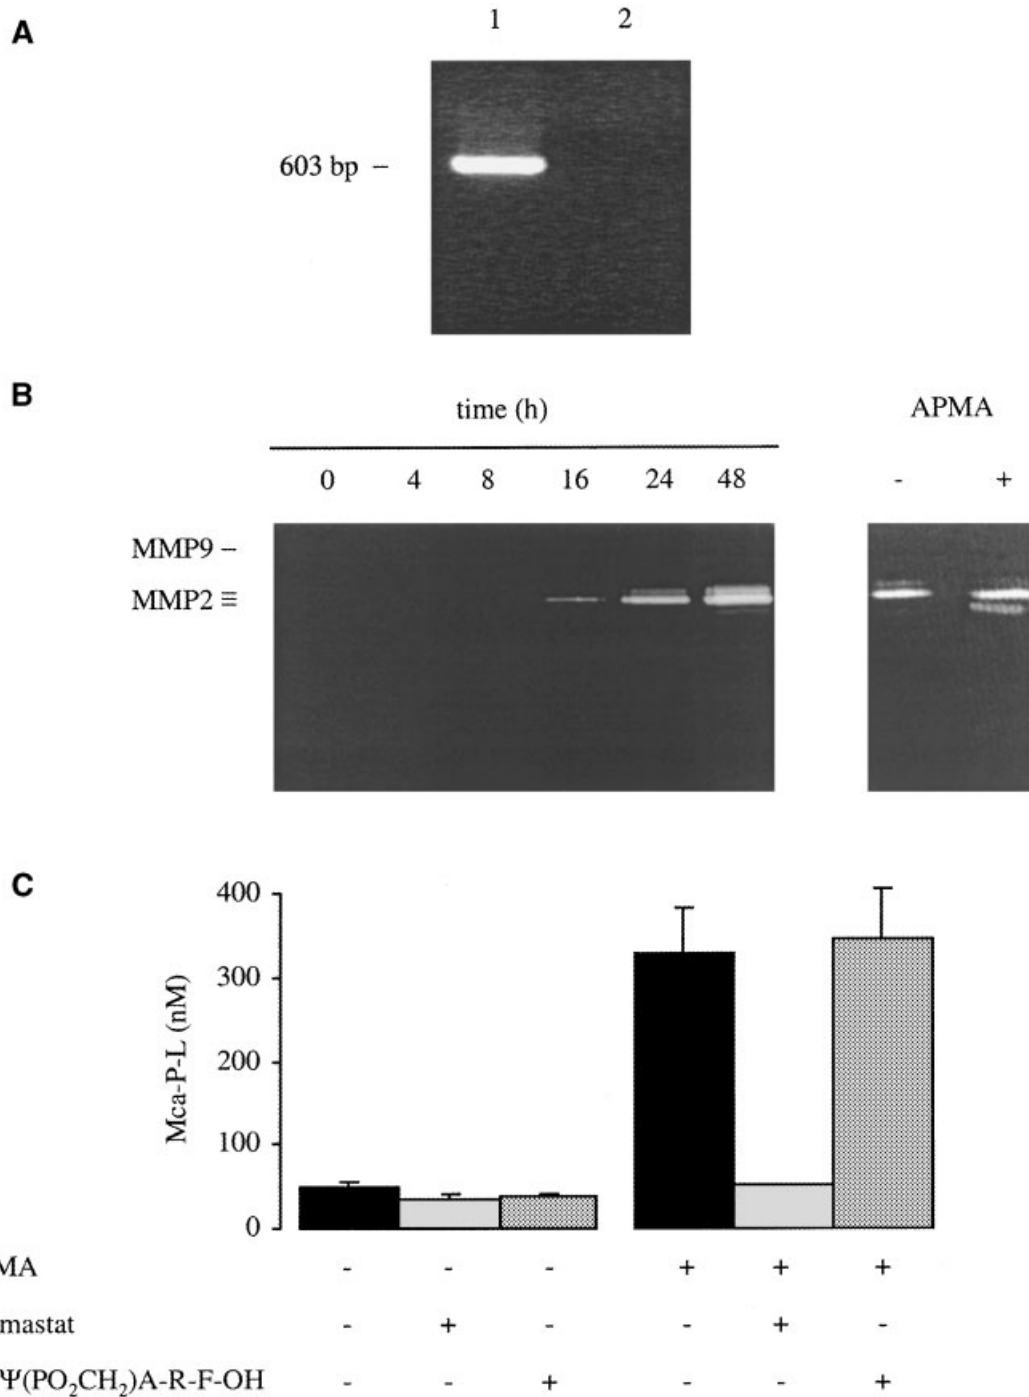 A
1 2
603 bp –
B
time (h) APMA
0 4 8 16 24 48 - +
MMP9 –
MMP2 ≡
C
Mca-P-L (nM)
400
300
200
100
0
MA - - - + + +
mastat - + - - + -
Ψ(PO₂CH₂)A-R-F-OH - - + - - +